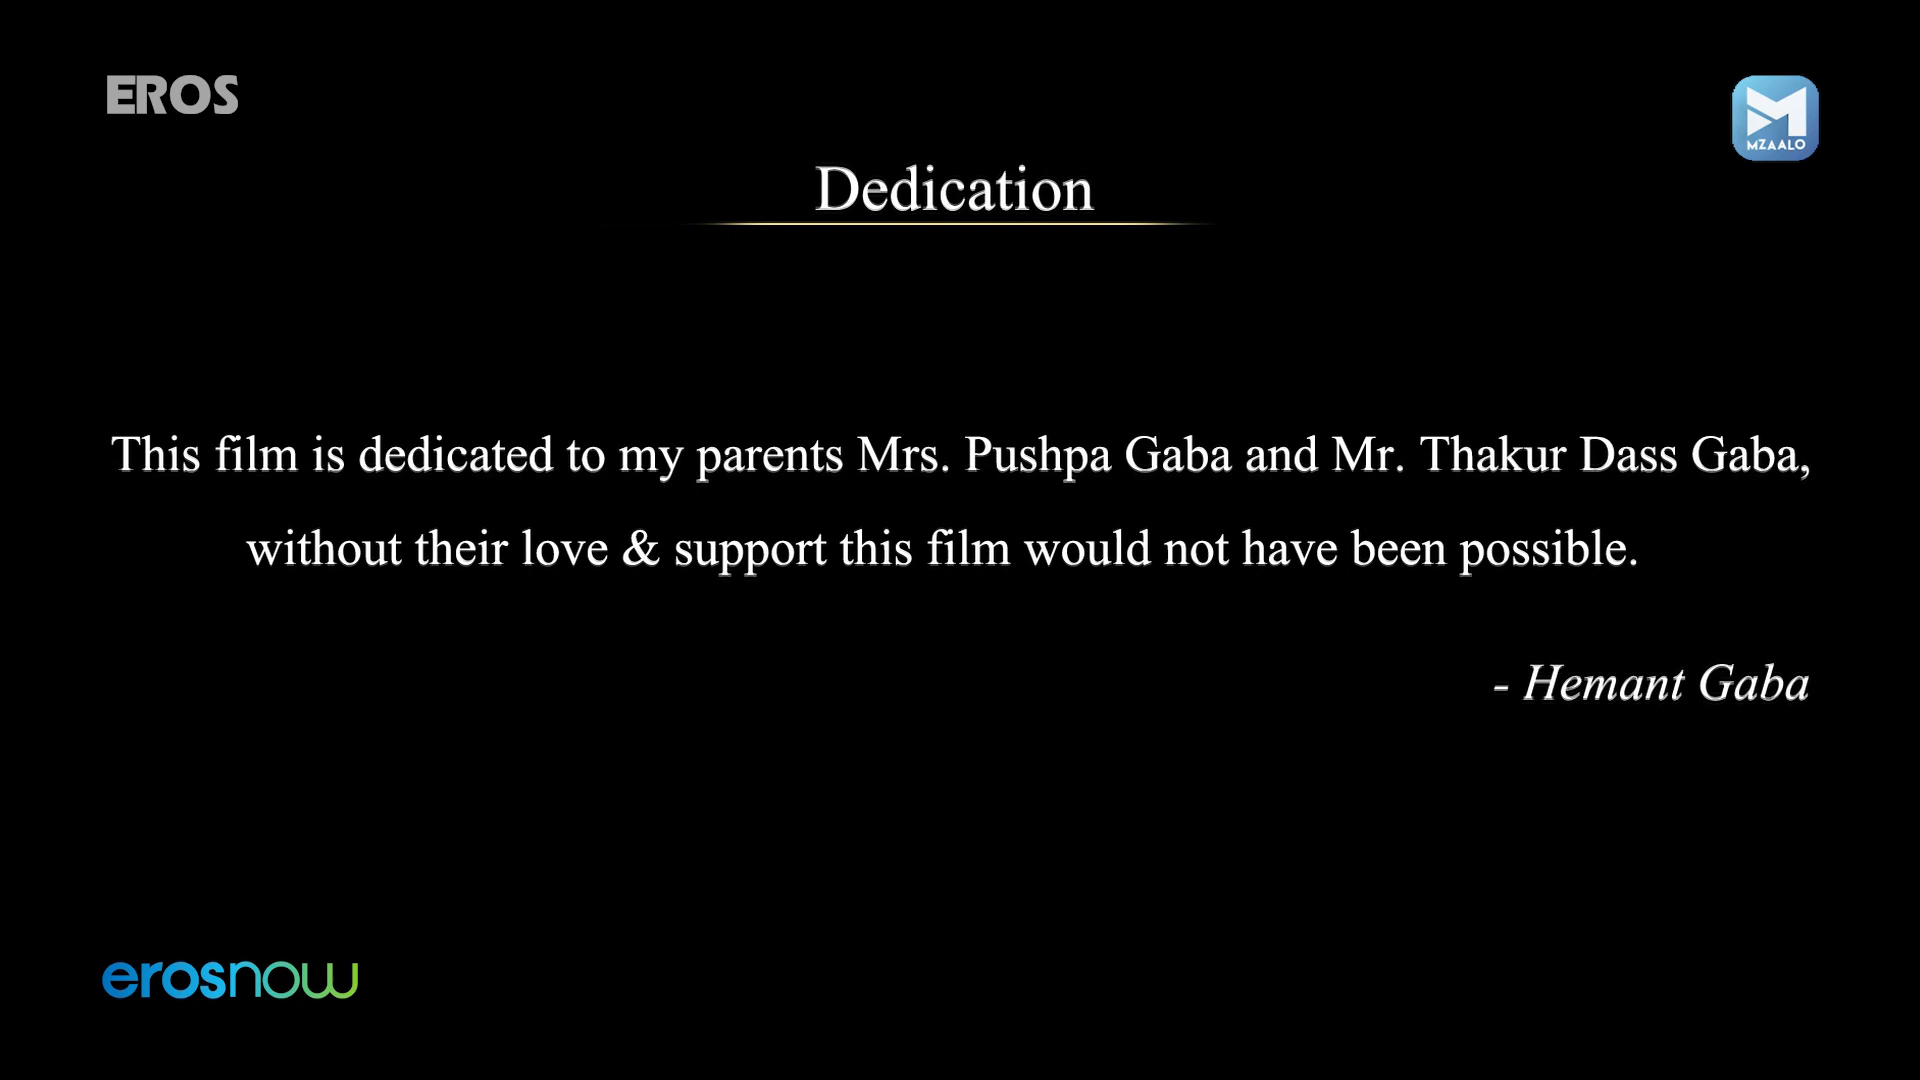 EROS
MZAALO
Dedication
This film is dedicated to my parents Mrs. Pushpa Gaba and Mr. Thakur Dass Gaba,
without their love & support this film would not have been possible.
- Hemant Gaba
erosnow